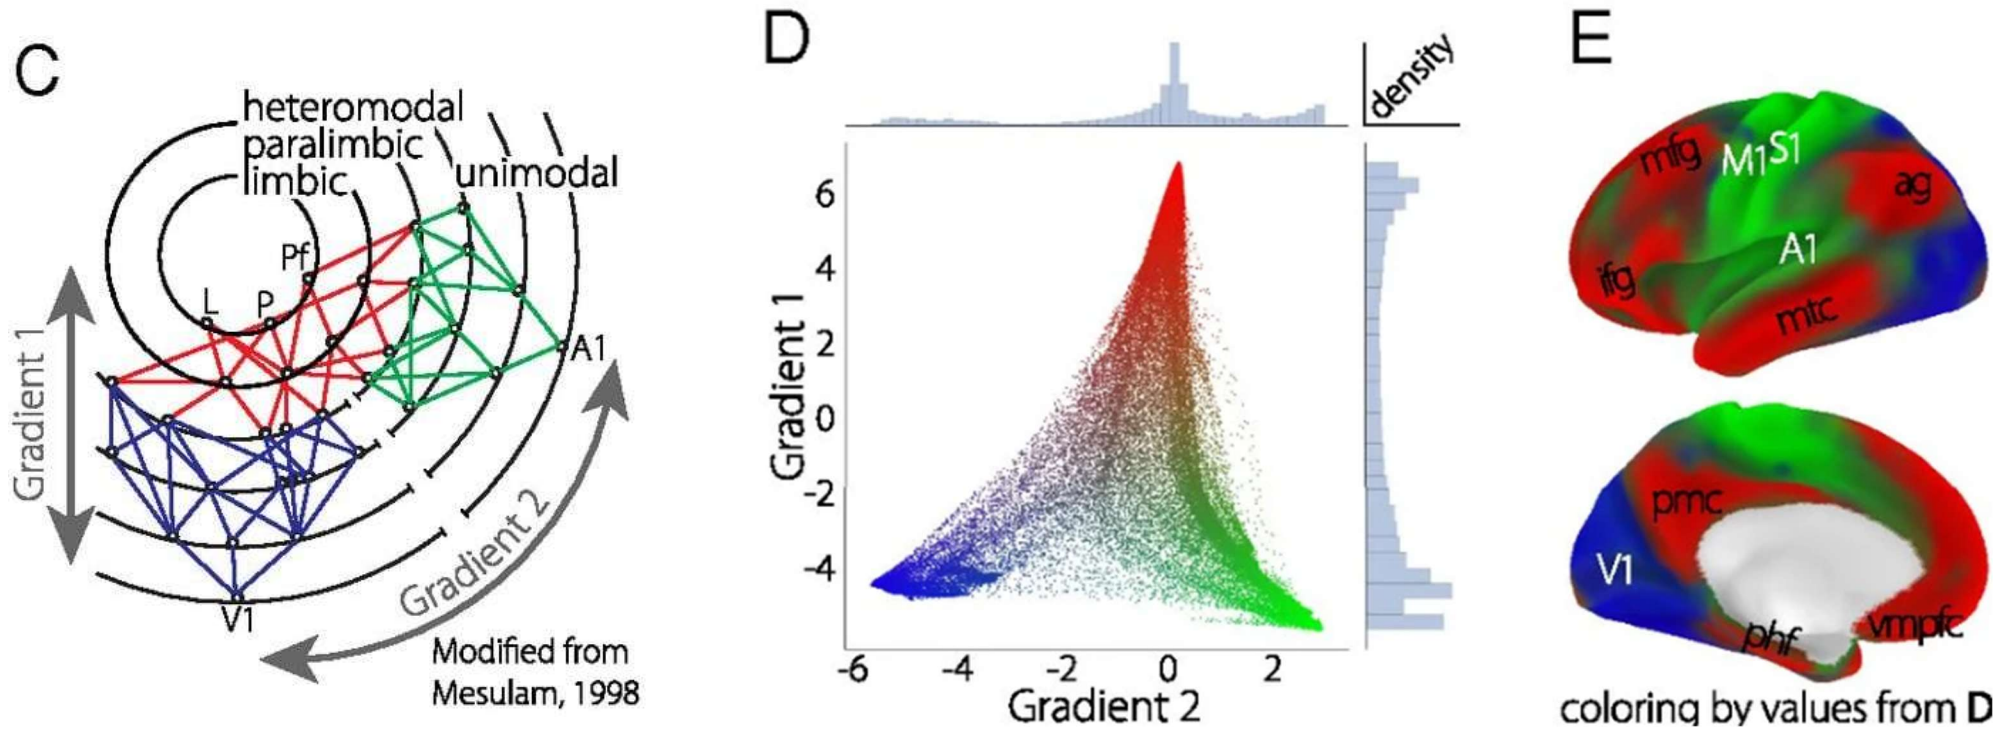 C
heteromodal
paralimbic
limbic
unimodal
Pf
L
P
A1
Gradient 1
Gradient 2
V1
Modified from
Mesulam, 1998
D
density
6
4
2
0
-2
-4
Gradient 1
-6
-4
-2
0
2
Gradient 2
E
mfg
M1
S1
ag
A1
ifg
mtc
pmc
V1
phf
vmpfc
coloring by values from D